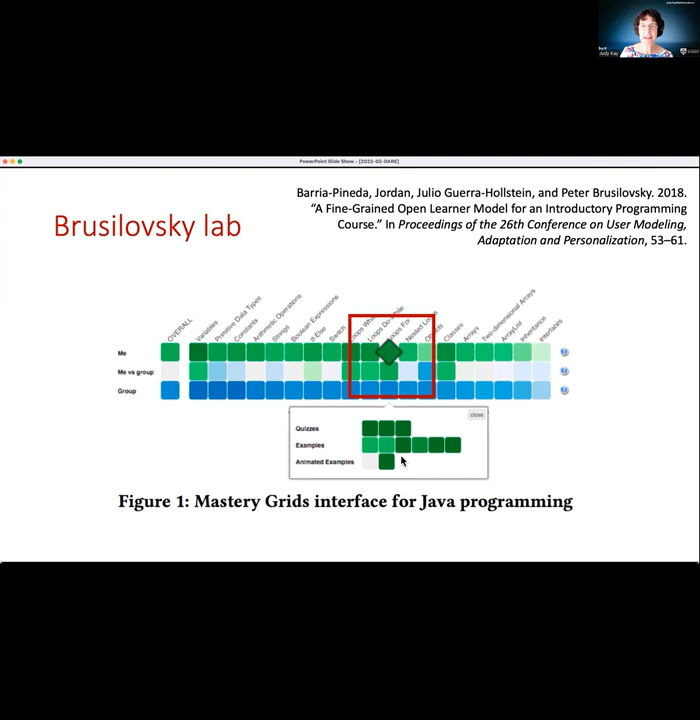 Judy Kay
PowerPoint Slide Show - [2022-02-DARE]
Brusilovsky lab
Barria-Pineda, Jordan, Julio Guerra-Hollstein, and Peter Brusilovsky. 2018.
“A Fine-Grained Open Learner Model for an Introductory Programming
Course.” In Proceedings of the 26th Conference on User Modeling,
Adaptation and Personalization, 53–61.
OVERALL
Variables
Primitive Data Types
Constants
Arithmetic Operations
Strings
Boolean Expressions
If-Else
Switch
Loops
Loops Do-While
Loops For
Nested Loops
Objects
Classes
Arrays
Two-dimensional Arrays
ArrayList
Inheritance
Interfaces
Me
Me vs group
Group
close
Quizzes
Examples
Animated Examples
Figure 1: Mastery Grids interface for Java programming